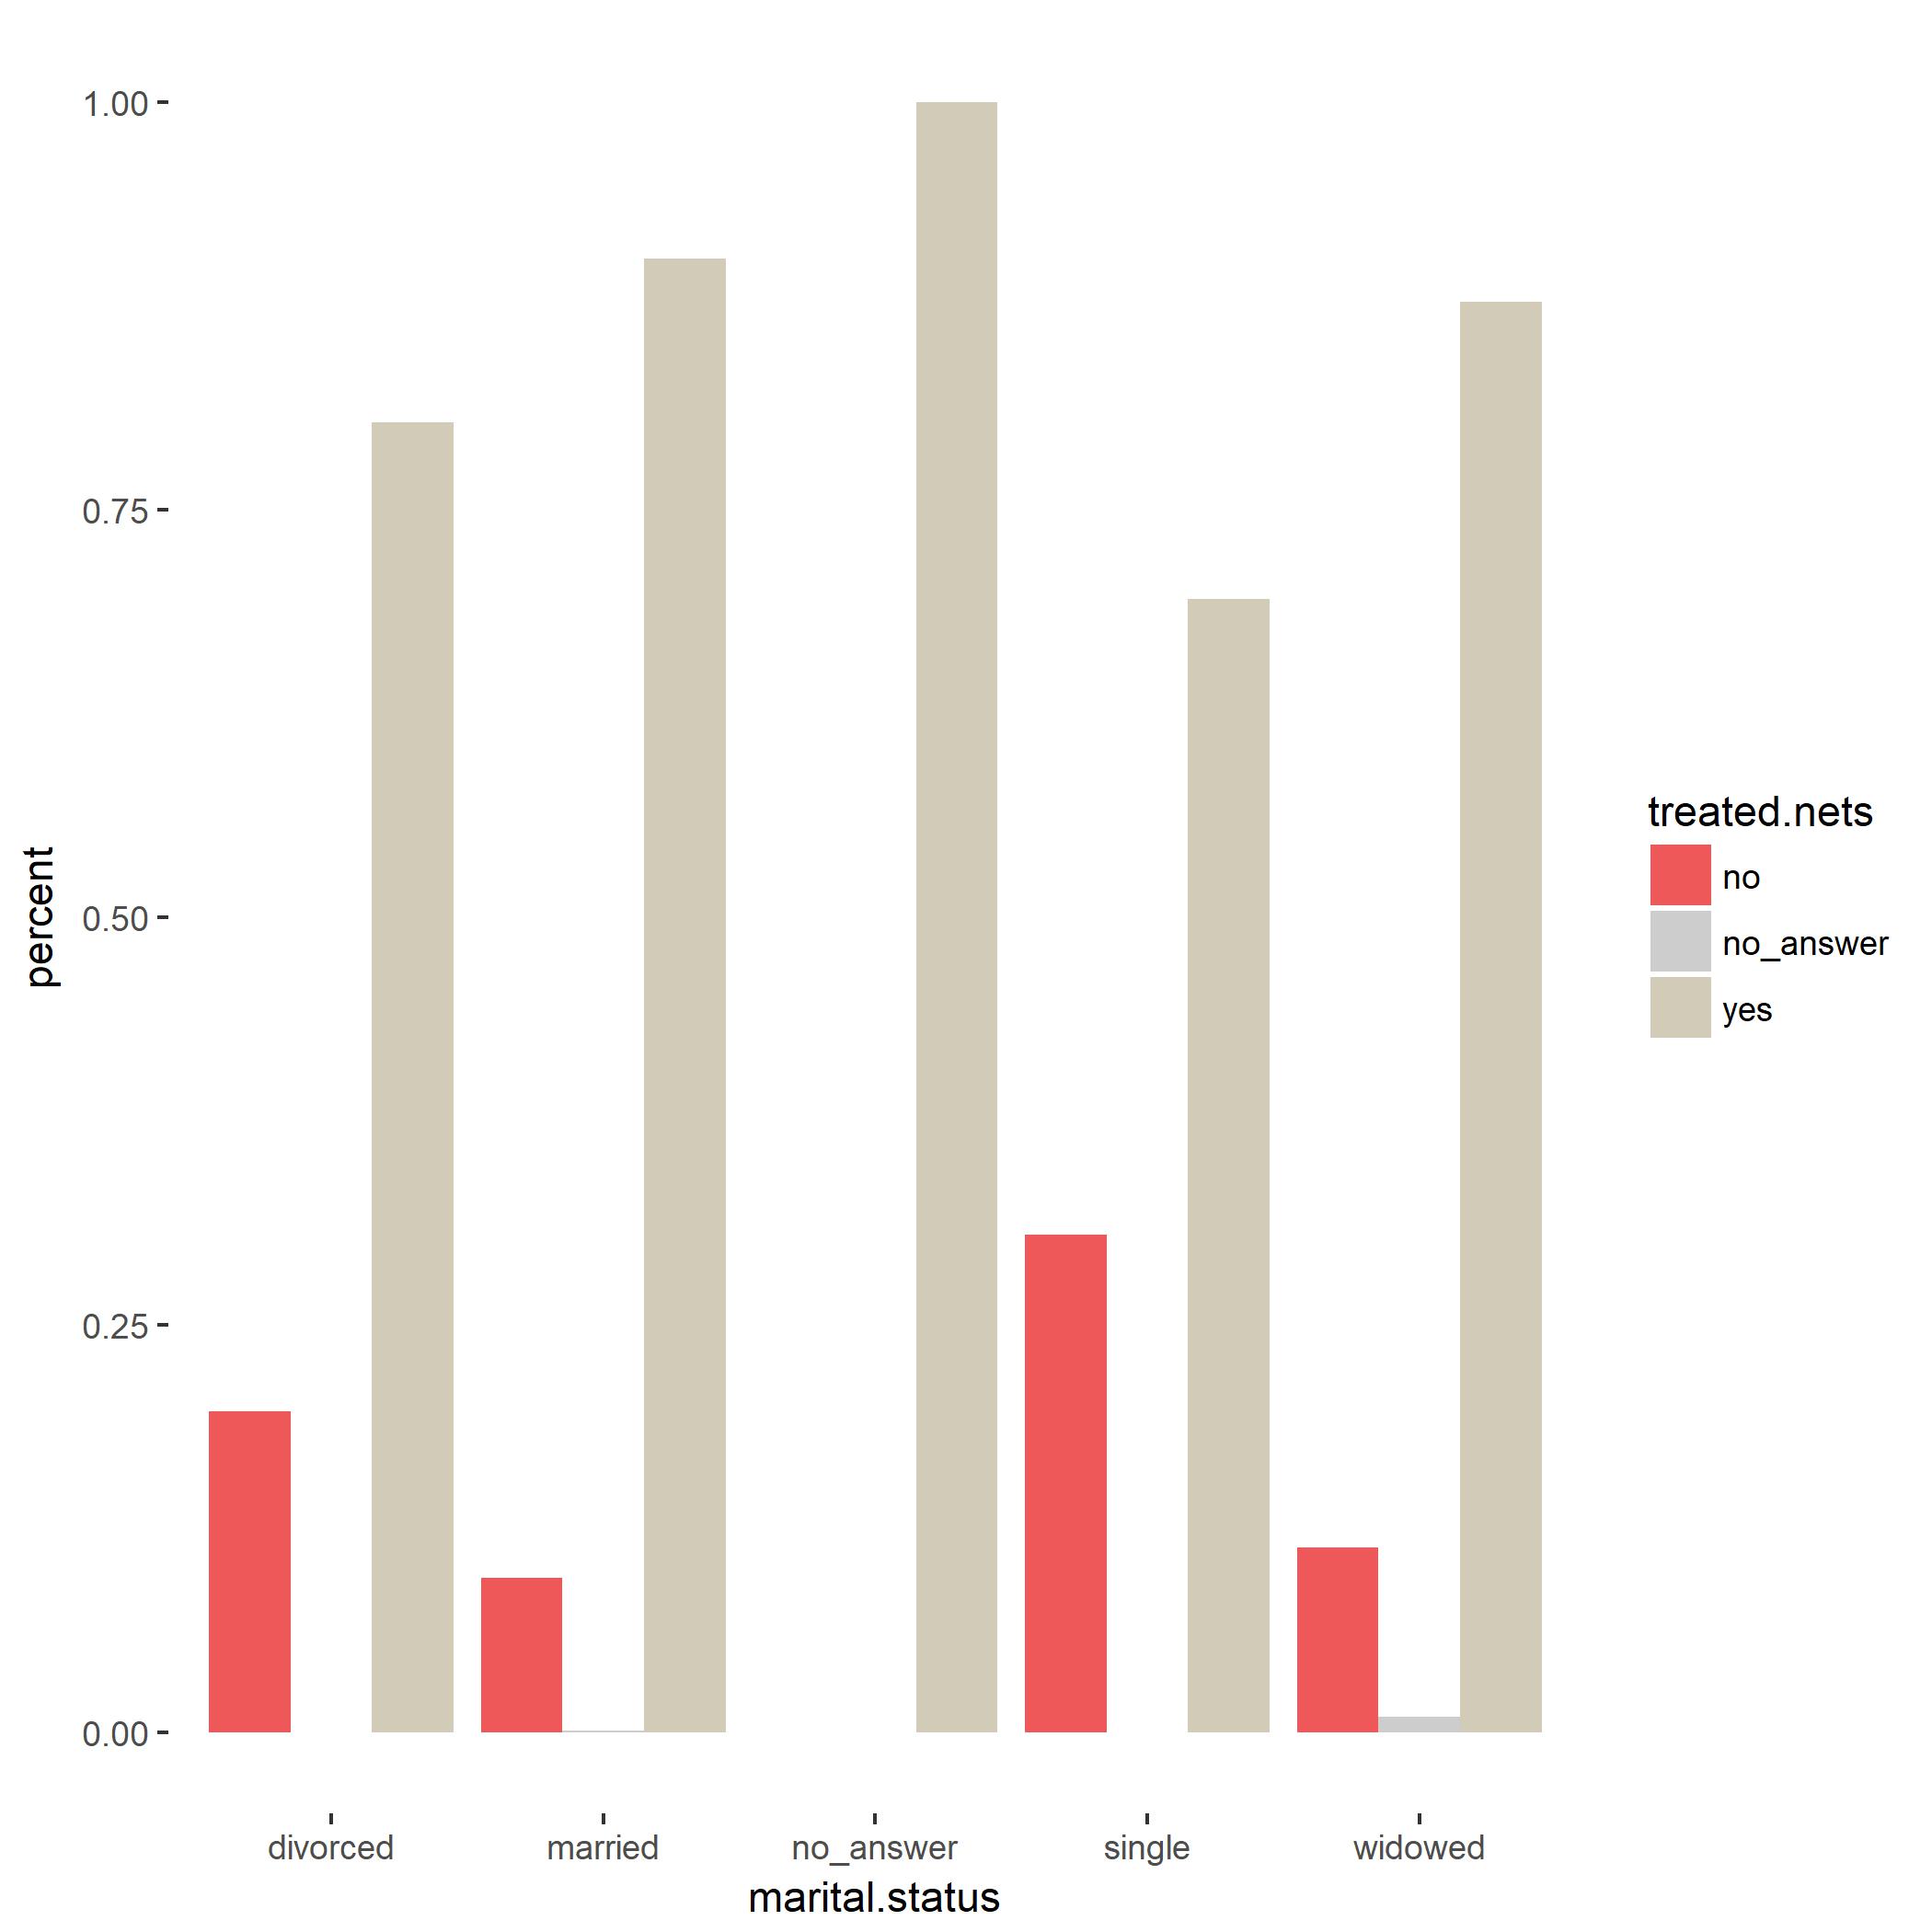 1.00
0.75
0.50
0.25
0.00
percent
divorced married no_answer single widowed
marital.status
treated.nets
no
no_answer
yes